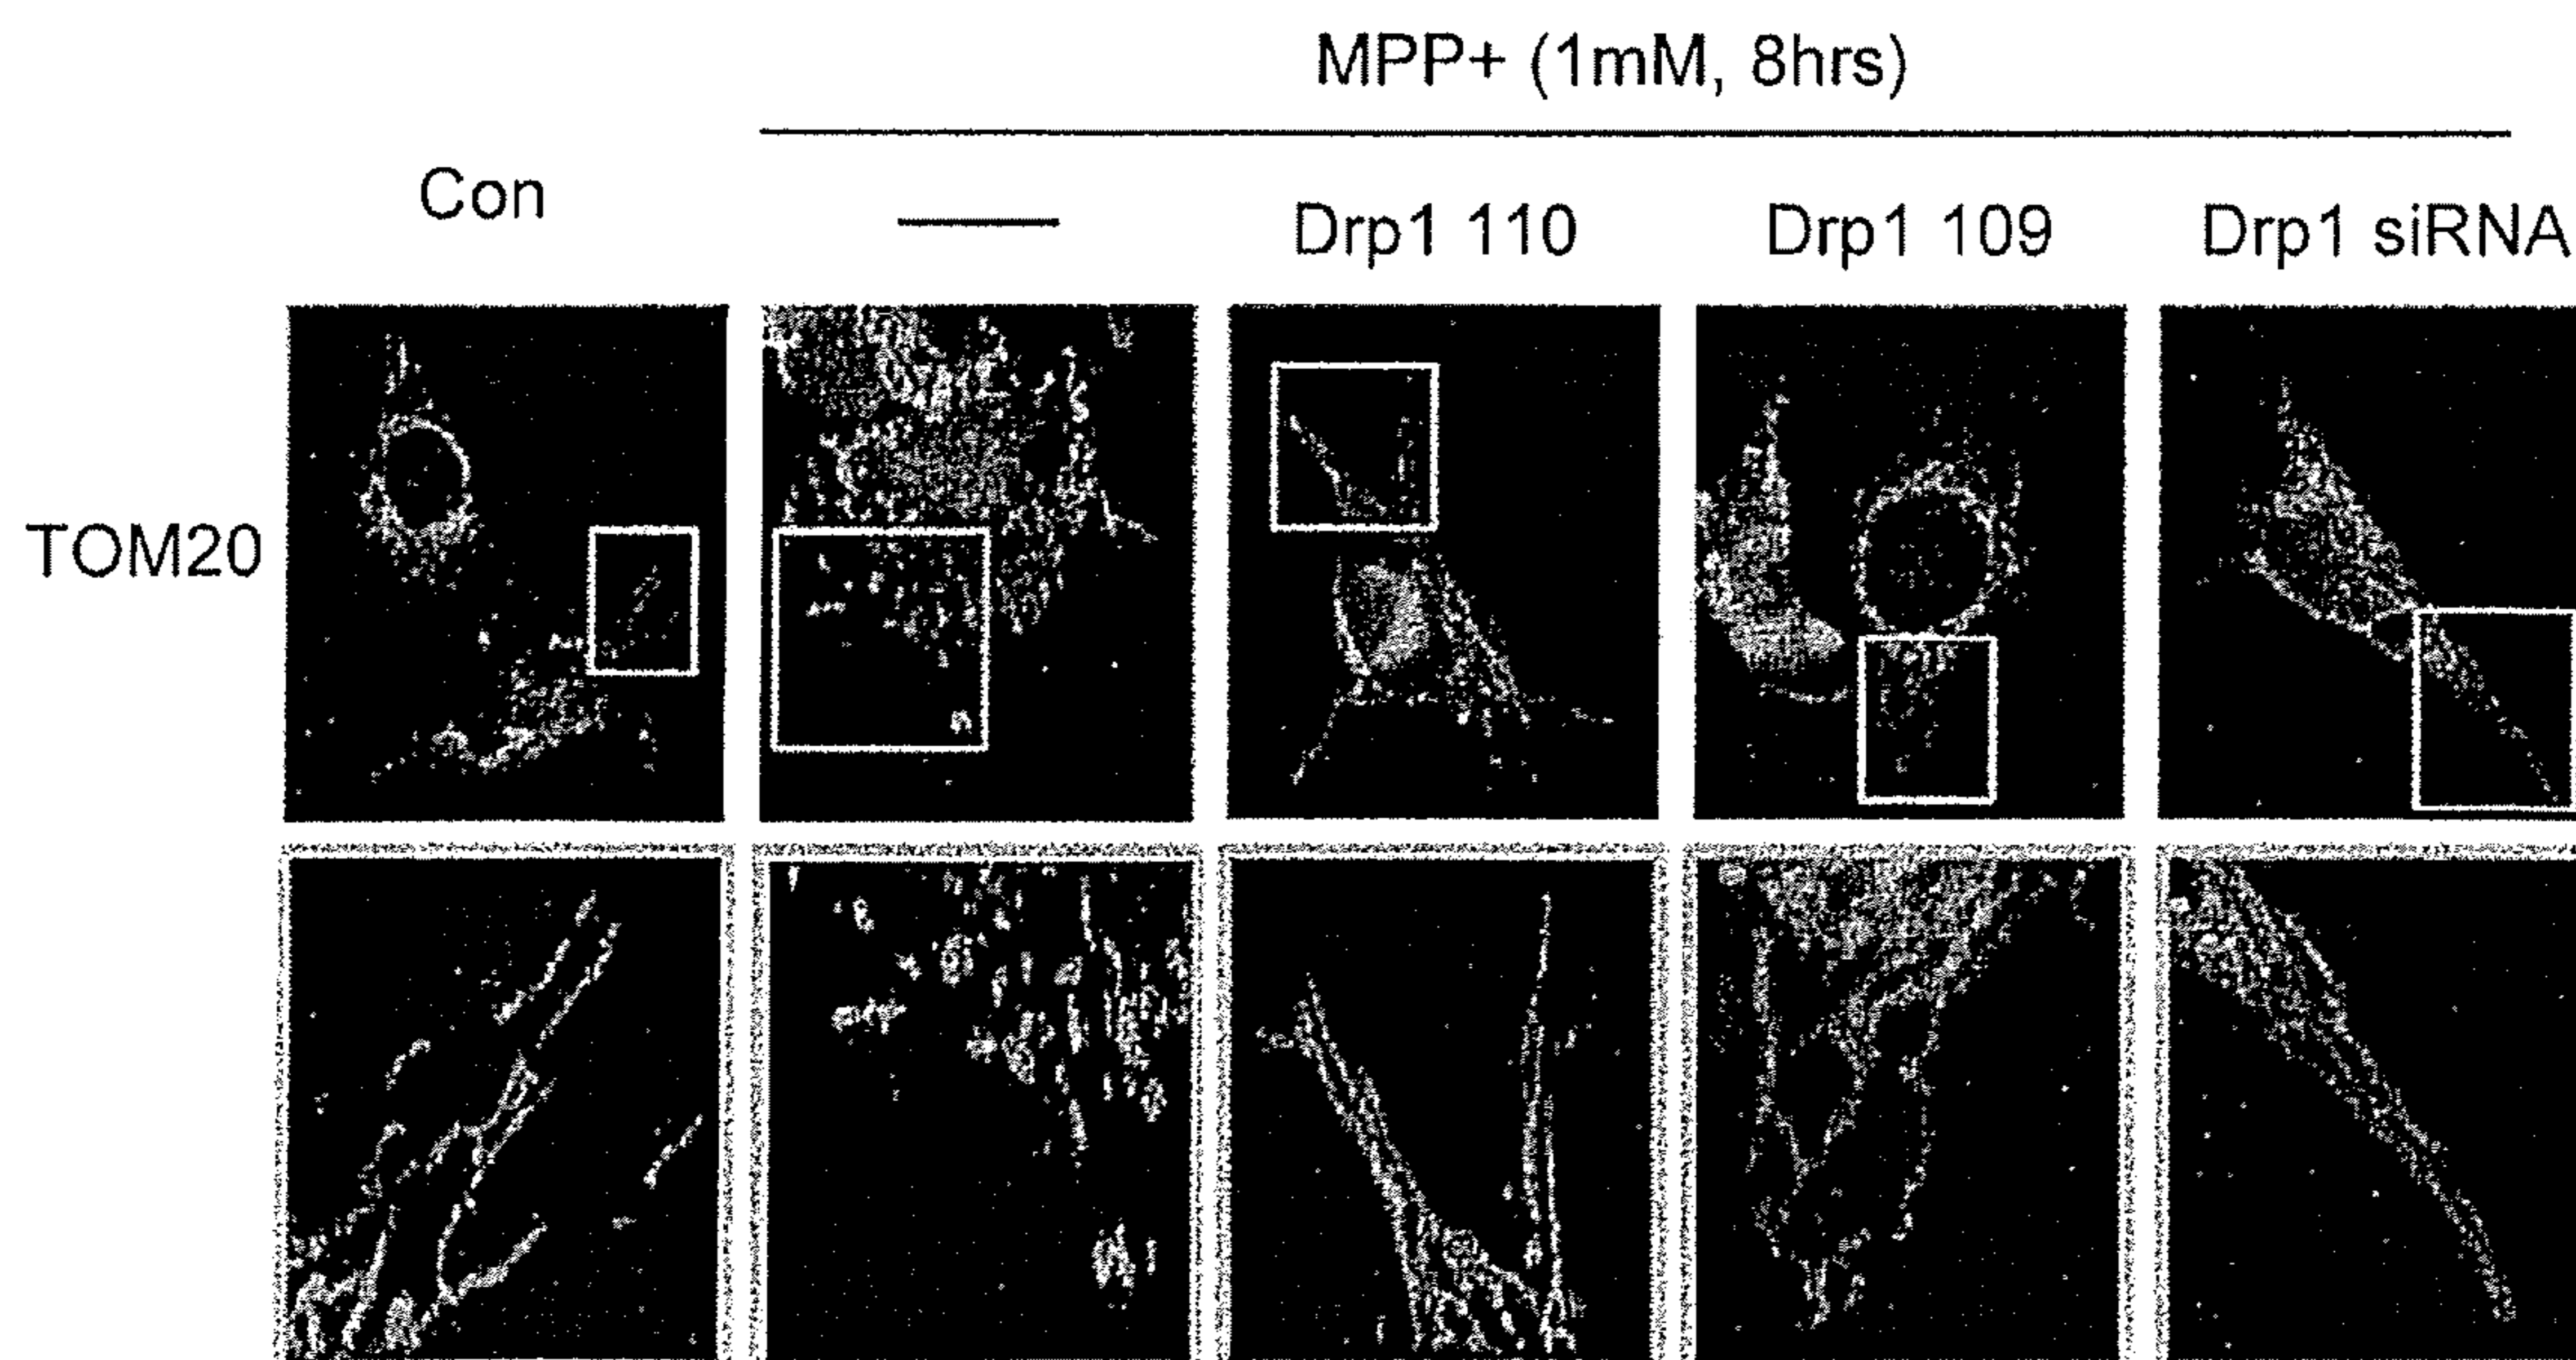 MPP+ (1mM, 8hrs)
Con
Drp1 110
Drp1 109
Drp1 siRNA
TOM20